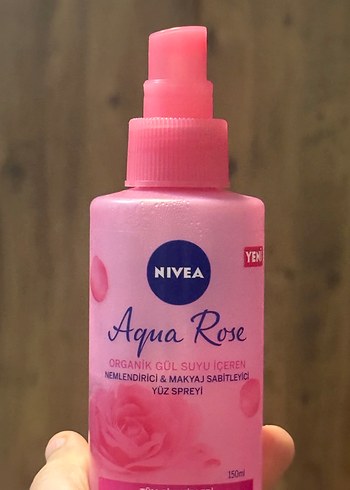 NIVEA
YENİ
Aqua Rose
ORGANİK GÜL SUYU İÇEREN
NEMLENDİRİCİ & MAKYAJ SABİTLEYİCİ
YÜZ SPREYİ
150ml